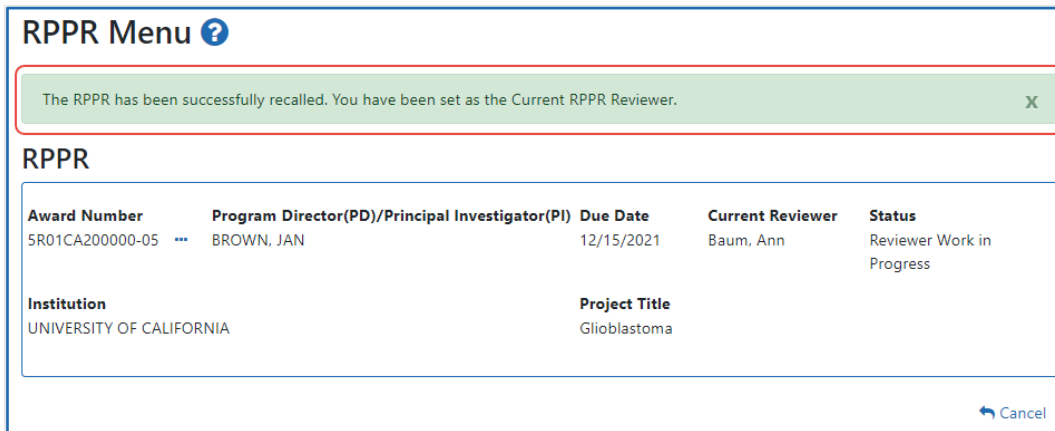 RPPR Menu ?
The RPPR has been successfully recalled. You have been set as the Current RPPR Reviewer. X
RPPR
Award Number Program Director(PD)/Principal Investigator(PI) Due Date Current Reviewer Status
5R01CA200000-05 ••• BROWN, JAN 12/15/2021 Baum, Ann Reviewer Work in
Progress
Institution Project Title
UNIVERSITY OF CALIFORNIA Glioblastoma
Cancel